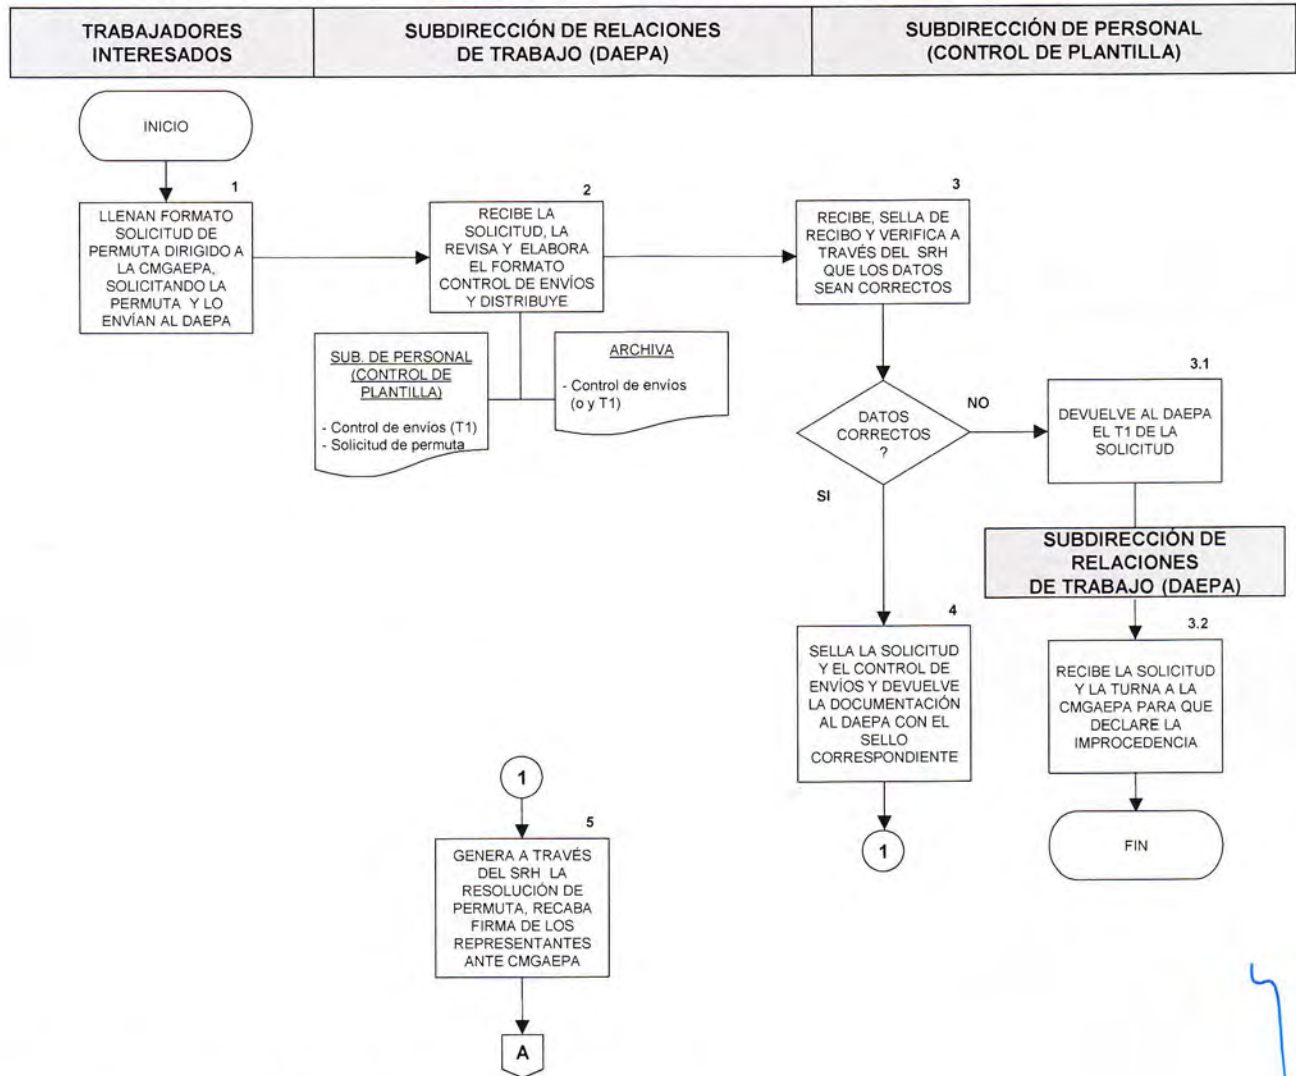 TRABAJADORES
INTERESADOS
SUBDIRECCIÓN DE RELACIONES
DE TRABAJO (DAEPA)
SUBDIRECCIÓN DE PERSONAL
(CONTROL DE PLANTILLA)
INICIO
1
LLENAN FORMATO
SOLICITUD DE
PERMUTA DIRIGIDO A
LA CMGAEPA,
SOLICITANDO LA
PERMUTA Y LO
ENVÍAN AL DAEPA
2
RECIBE LA
SOLICITUD, LA
REVISA Y ELABORA
EL FORMATO
CONTROL DE ENVÍOS
Y DISTRIBUYE
SUB. DE PERSONAL
(CONTROL DE
PLANTILLA)
- Control de envíos (T1)
- Solicitud de permuta
ARCHIVA
- Control de envíos
(o y T1)
3
RECIBE, SELLA DE
RECIBO Y VERIFICA A
TRAVÉS DEL SRH
QUE LOS DATOS
SEAN CORRECTOS
DATOS
CORRECTOS
?
NO
SI
3.1
DEVUELVE AL DAEPA
EL T1 DE LA
SOLICITUD
SUBDIRECCIÓN DE
RELACIONES
DE TRABAJO (DAEPA)
3.2
RECIBE LA SOLICITUD
Y LA TURNA A LA
CMGAEPA PARA QUE
DECLARE LA
IMPROCEDENCIA
FIN
4
SELLA LA SOLICITUD
Y EL CONTROL DE
ENVÍOS Y DEVUELVE
LA DOCUMENTACIÓN
AL DAEPA CON EL
SELLO
CORRESPONDIENTE
1
1
5
GENERA A TRAVÉS
DEL SRH LA
RESOLUCIÓN DE
PERMUTA, RECABA
FIRMA DE LOS
REPRESENTANTES
ANTE CMGAEPA
A